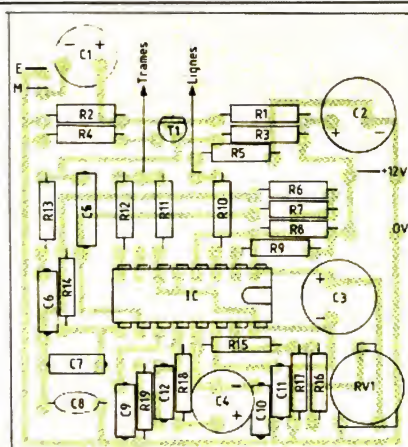 C1
E
M
Trames
Lignes
R2
R4
T1
R1
R3
R5
C2
+12V
0V
R13
C5
R12
R11
R10
R6
R7
R8
R9
C6
R14
IC
C3
R15
C7
C8
C9
R19
C12
R18
C4
C10
C11
R17
R16
RV1